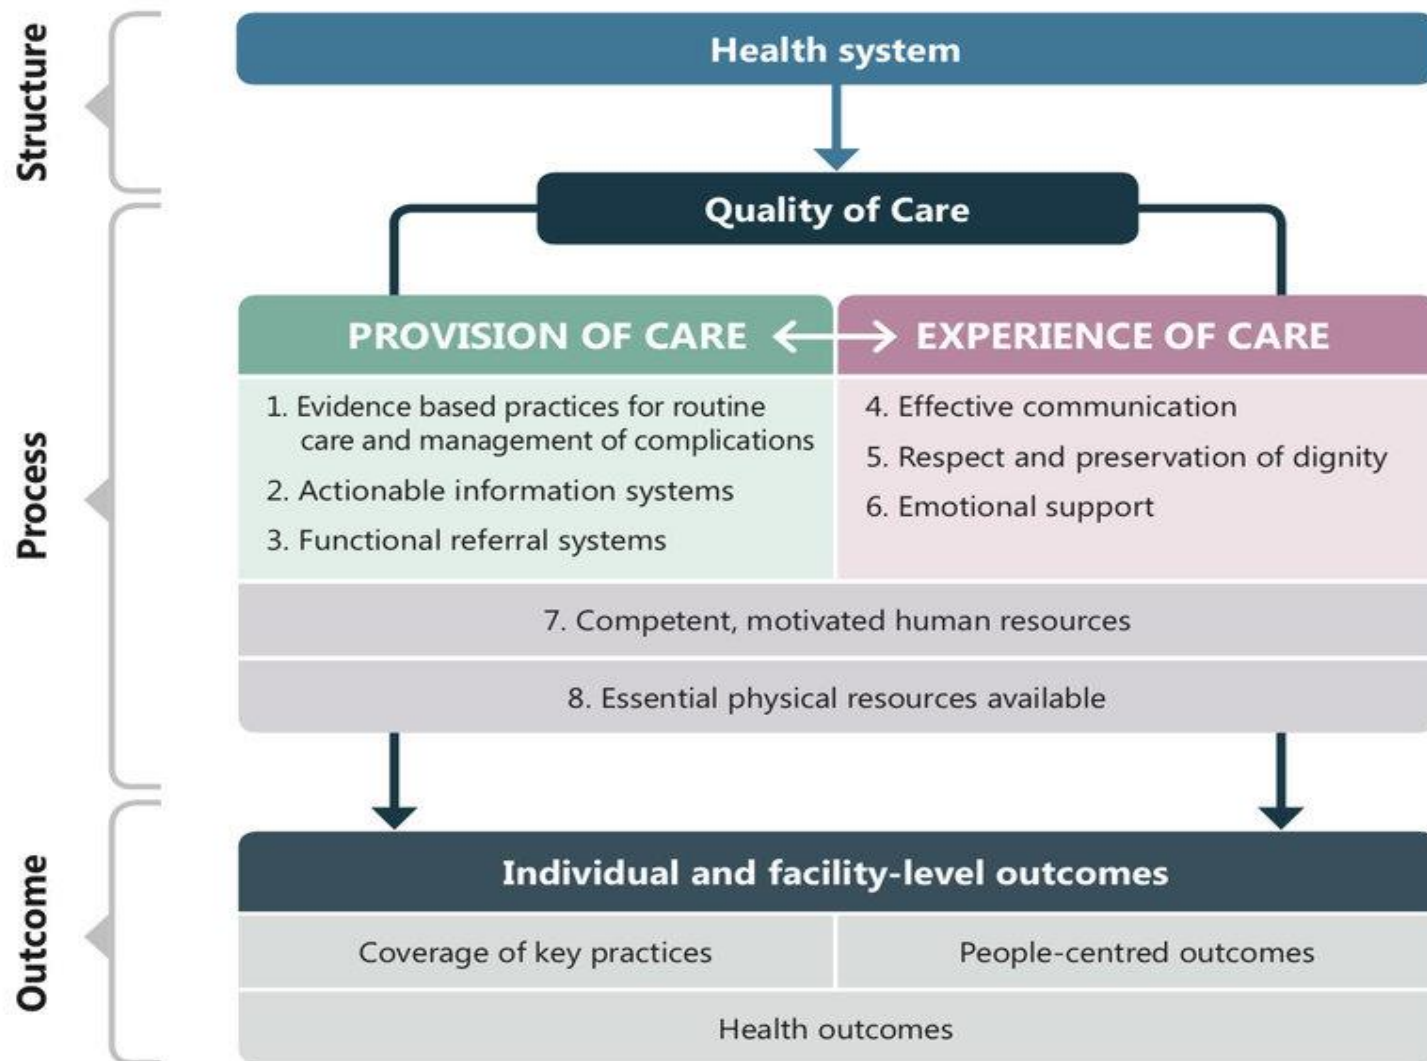 Structure
Health system
Quality of Care
Process
PROVISION OF CARE
EXPERIENCE OF CARE
1. Evidence based practices for routine
care and management of complications
2. Actionable information systems
3. Functional referral systems
4. Effective communication
5. Respect and preservation of dignity
6. Emotional support
7. Competent, motivated human resources
8. Essential physical resources available
Outcome
Individual and facility-level outcomes
Coverage of key practices
People-centred outcomes
Health outcomes